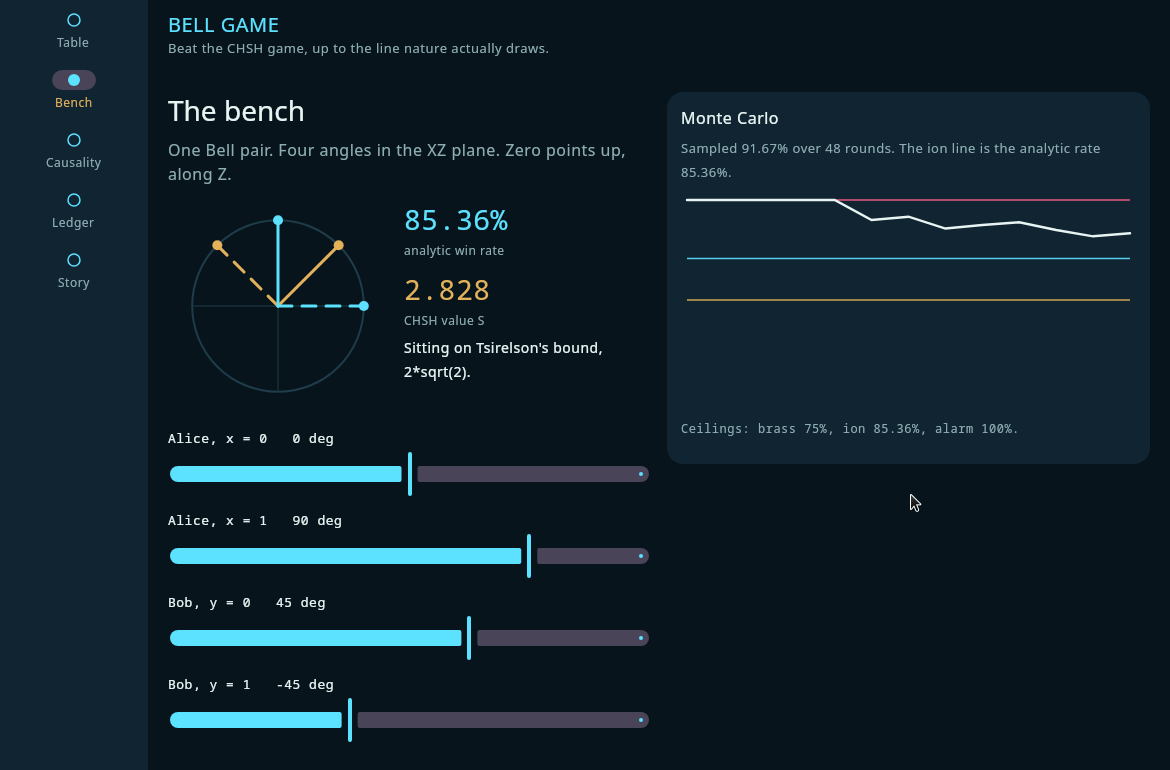 Table
Bench
Causality
Ledger
Story
BELL GAME
Beat the CHSH game, up to the line nature actually draws.
The bench
One Bell pair. Four angles in the XZ plane. Zero points up,
along Z.
85.36%
analytic win rate
2.828
CHSH value S
Sitting on Tsirelson's bound,
2*sqrt(2).
Alice, x = 0   0 deg
Alice, x = 1   90 deg
Bob, y = 0   45 deg
Bob, y = 1   -45 deg
Monte Carlo
Sampled 91.67% over 48 rounds. The ion line is the analytic rate
85.36%.
Ceilings: brass 75%, ion 85.36%, alarm 100%.